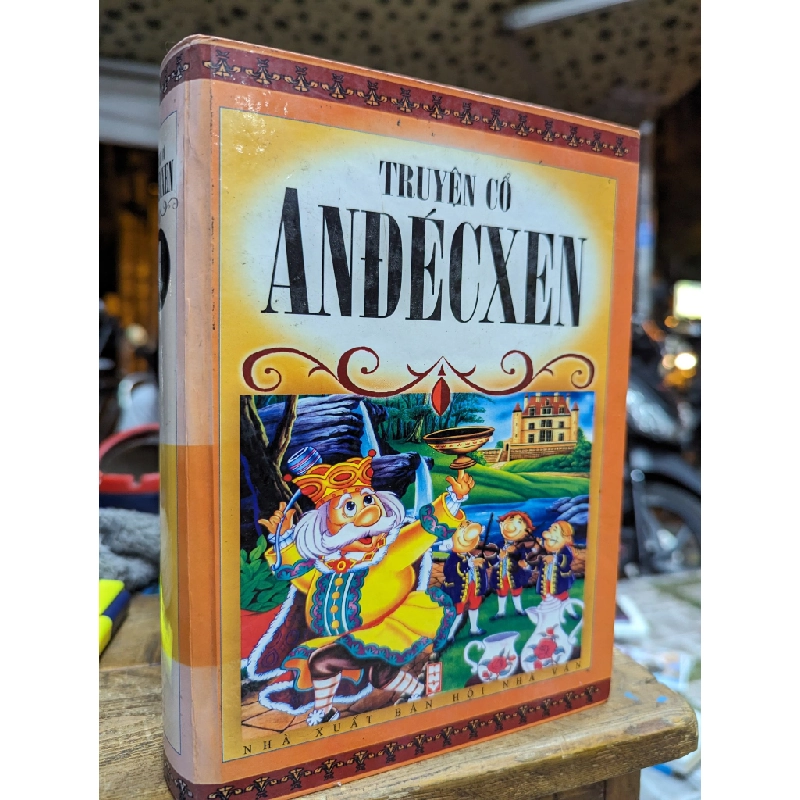 TRUYỆN CỔ
ANĐÉCXEN
NHÀ XUẤT BẢN HỘI NHÀ VĂN